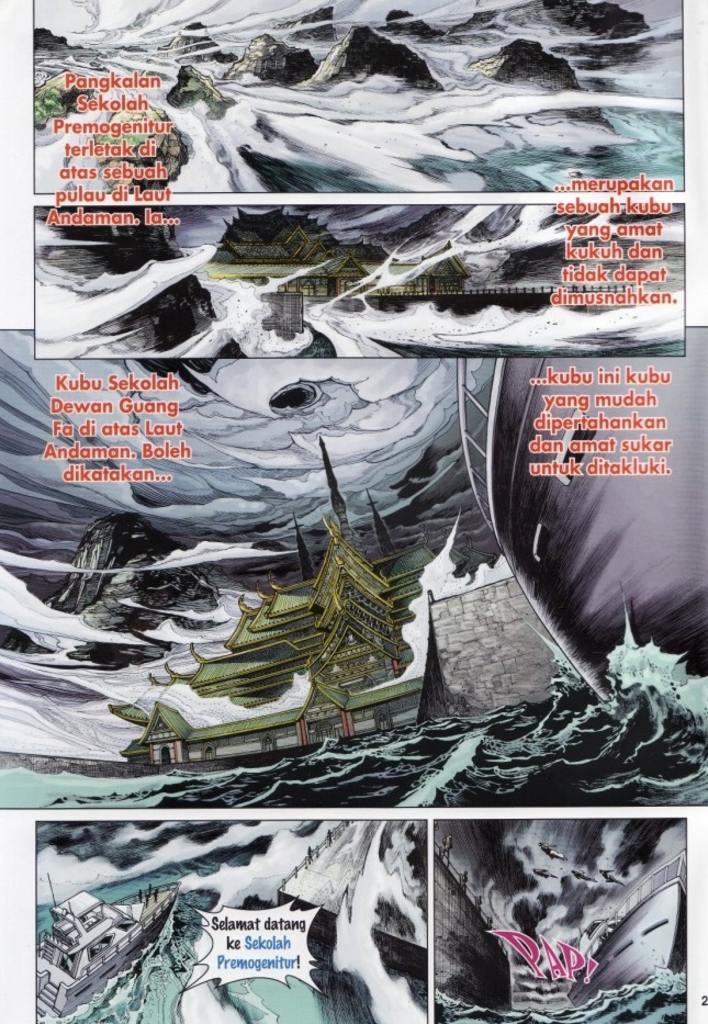 Pangkalan
Sekolah
Premogenitur
terletak di
atas sebuah
pulau di Laut
Andaman. Ia...
...merupakan
sebuah kubu
yang amat
kukuh dan
tidak dapat
dimusnahkan.
Kubu Sekolah
Dewan Guang
Fa di atas Laut
Andaman. Boleh
dikatakan...
...kubu ini kubu
yang mudah
dipertahankan
dan amat sukar
untuk ditakluki.
Selamat datang
ke Sekolah
Premogenitur!
PAP!
2